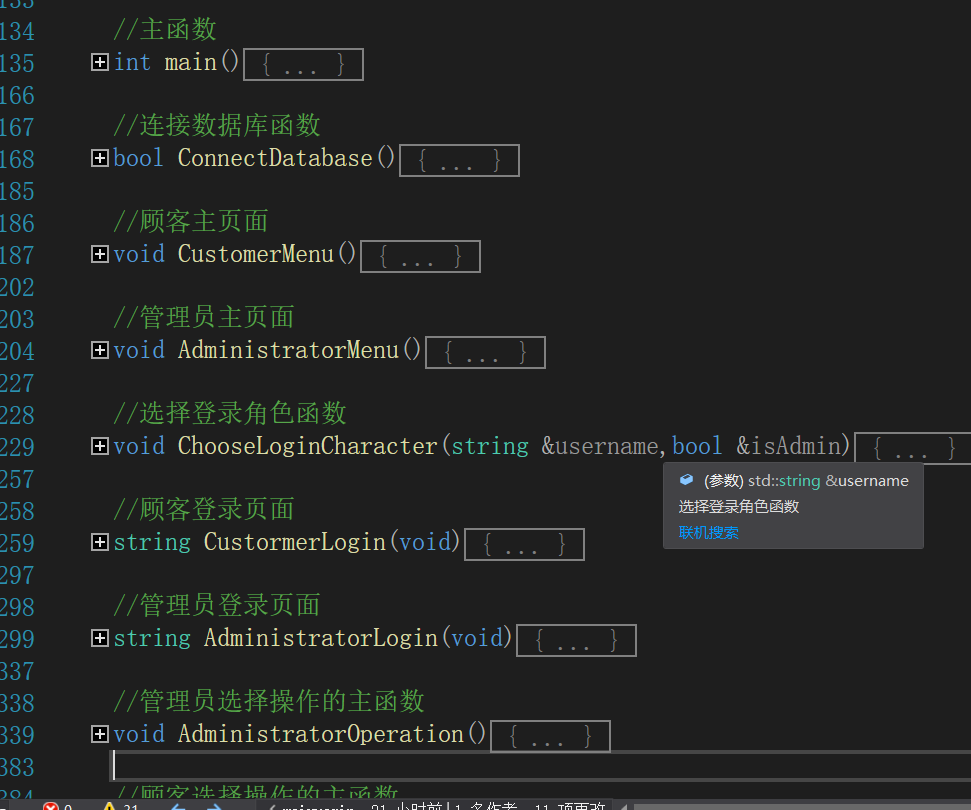 133
134 //主函数
135 int main() { ... }
166
167 //连接数据库函数
168 bool ConnectDatabase() { ... }
185
186 //顾客主页面
187 void CustomerMenu() { ... }
202
203 //管理员主页面
204 void AdministratorMenu() { ... }
227
228 //选择登录角色函数
229 void ChooseLoginCharacter(string &username,bool &isAdmin) { ... }
(参数) std::string &username
257
选择登录角色函数
258 //顾客登录页面
联机搜索
259 string CustormerLogin(void) { ... }
297
298 //管理员登录页面
299 string AdministratorLogin(void) { ... }
337
338 //管理员选择操作的主函数
339 void AdministratorOperation() { ... }
383
384 //顾客选择操作的主函数
0 21 21 小时前|1 名作者，11 项更改